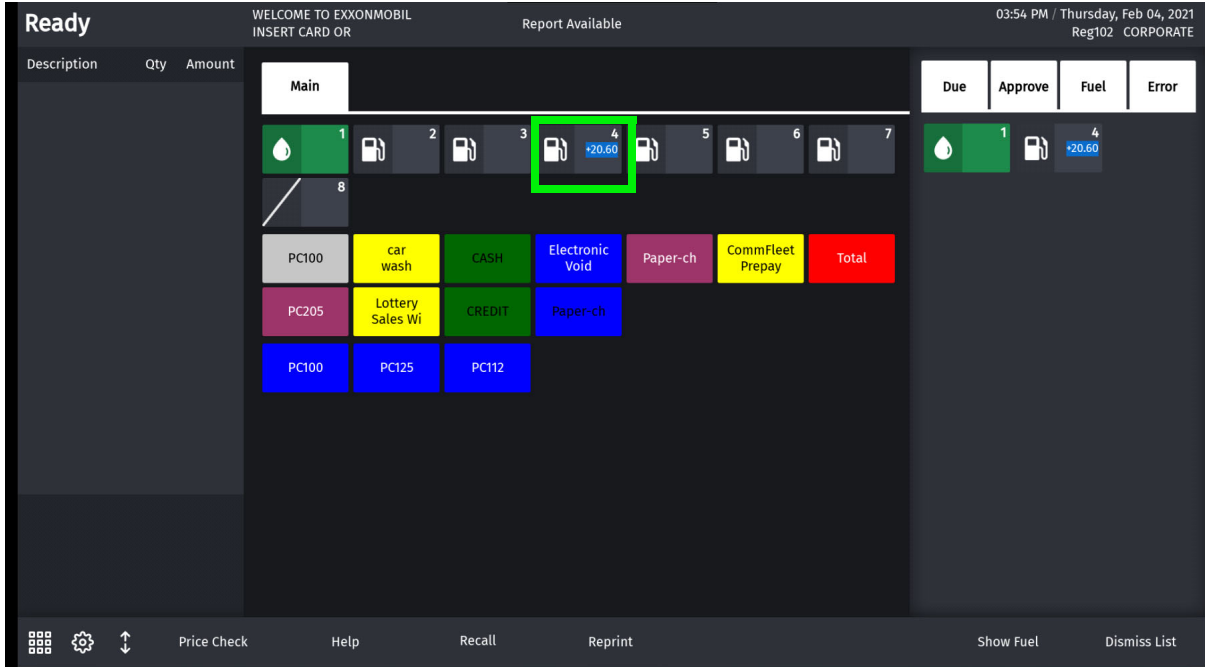 Ready
WELCOME TO EXXONMOBIL
INSERT CARD OR
Report Available
03:54 PM / Thursday, Feb 04, 2021
Reg102 CORPORATE
Description Qty Amount
Main
Due Approve Fuel Error
1 2 3 4 5 6 7
+20.60
8
1 4
+20.60
PC100 car wash CASH Electronic Void Paper-ch CommFleet Prepay Total
PC205 Lottery Sales Wi CREDIT Paper-ch
PC100 PC125 PC112
Price Check Help Recall Reprint Show Fuel Dismiss List